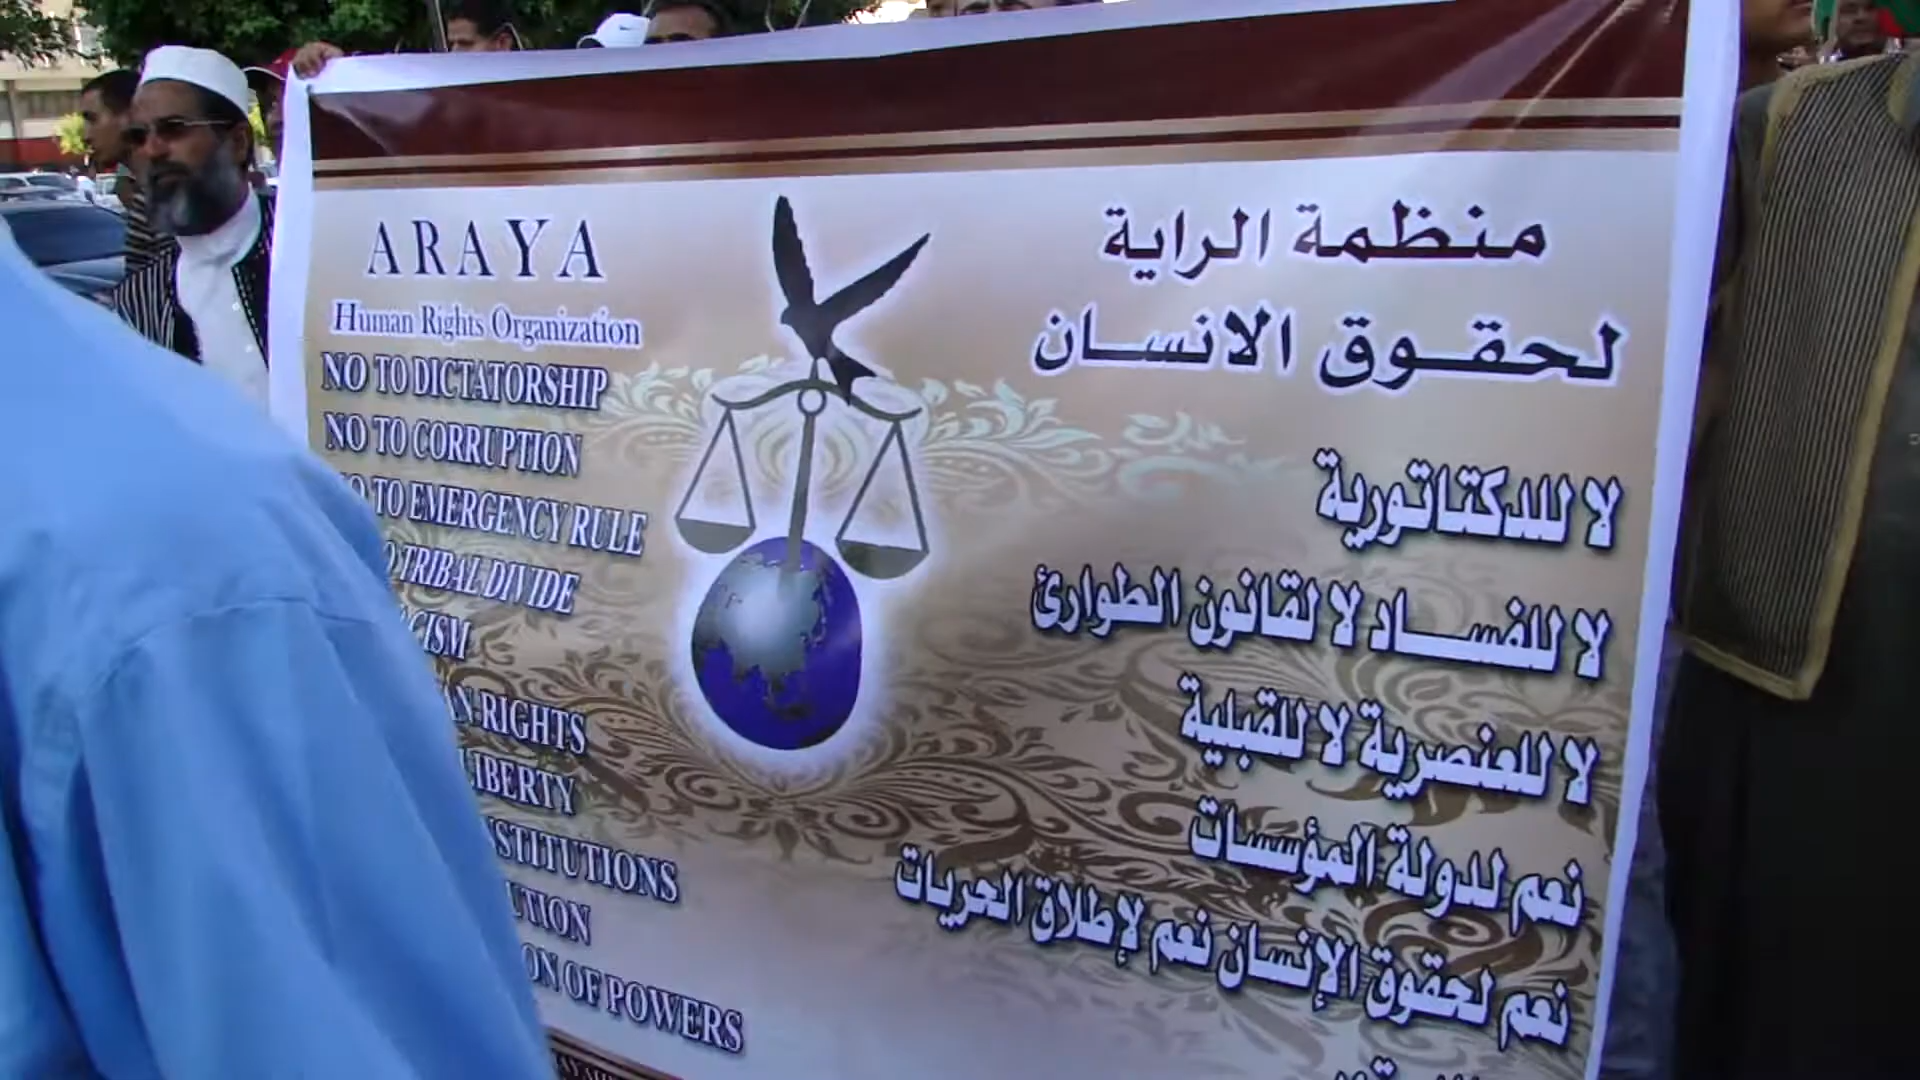 ARAYA
Human Rights Organization
NO TO DICTATORSHIP
NO TO CORRUPTION
TO EMERGENCY RULE
TRIBAL DIVIDE
RIGHTS
LIBERTY
OF POWERS
منظمة الراية
لحقوق الانسان
لا للدكتاتورية
لا للفساد لا لقانون الطوارئ
لا للعنصرية لا للقبلية
نعم لدولة المؤسسات
نعم لحقوق الإنسان نعم لإطلاق الحريات